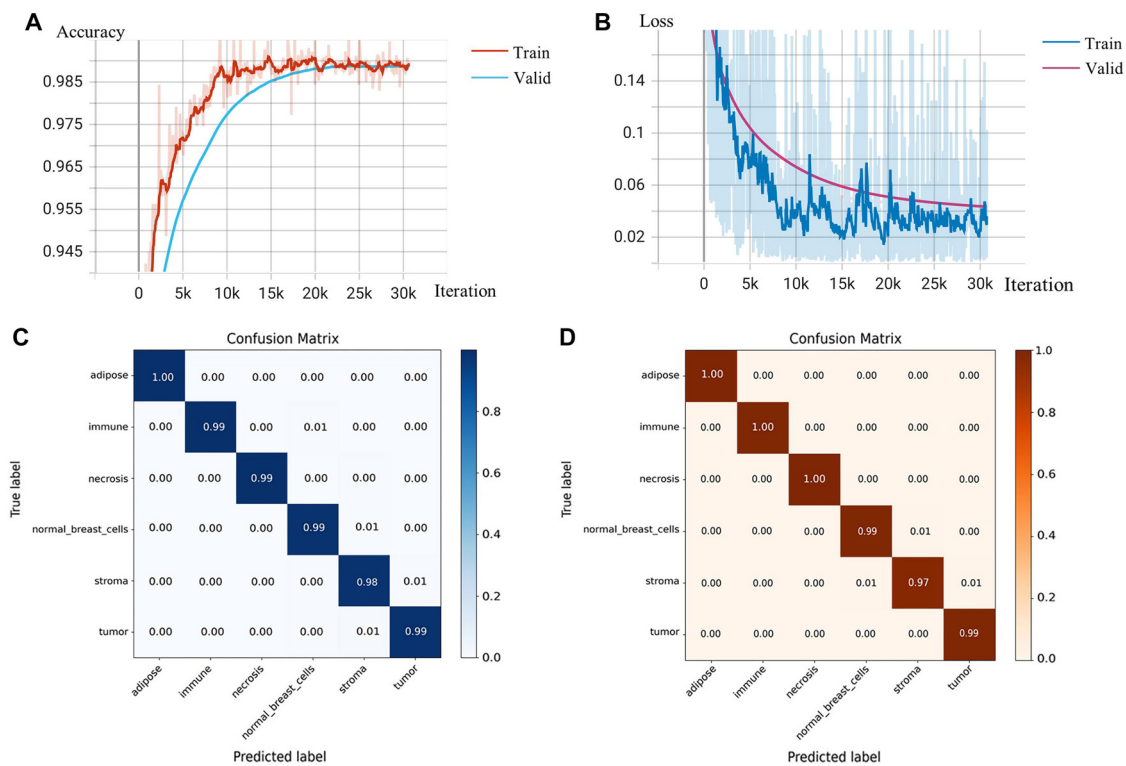 A
Accuracy
Train
Valid
0.985
0.975
0.965
0.955
0.945
0 5k 10k 15k 20k 25k 30k Iteration
B
Loss
Train
Valid
0.14
0.1
0.06
0.02
0 5k 10k 15k 20k 25k 30k Iteration
C
Confusion Matrix
True label
adipose 1.00 0.00 0.00 0.00 0.00 0.00
immune 0.00 0.99 0.00 0.01 0.00 0.00
necrosis 0.00 0.00 0.99 0.00 0.00 0.00
normal_breast_cells 0.00 0.00 0.00 0.99 0.01 0.00
stroma 0.00 0.00 0.00 0.00 0.98 0.01
tumor 0.00 0.00 0.00 0.00 0.01 0.99
adipose immune necrosis normal_breast_cells stroma tumor
Predicted label
0.8
0.6
0.4
0.2
0.0
D
Confusion Matrix
True label
adipose 1.00 0.00 0.00 0.00 0.00 0.00
immune 0.00 1.00 0.00 0.00 0.00 0.00
necrosis 0.00 0.00 1.00 0.00 0.00 0.00
normal_breast_cells 0.00 0.00 0.00 0.99 0.01 0.00
stroma 0.00 0.00 0.00 0.01 0.97 0.01
tumor 0.00 0.00 0.00 0.00 0.00 0.99
adipose immune necrosis normal_breast_cells stroma tumor
Predicted label
1.0
0.8
0.6
0.4
0.2
0.0